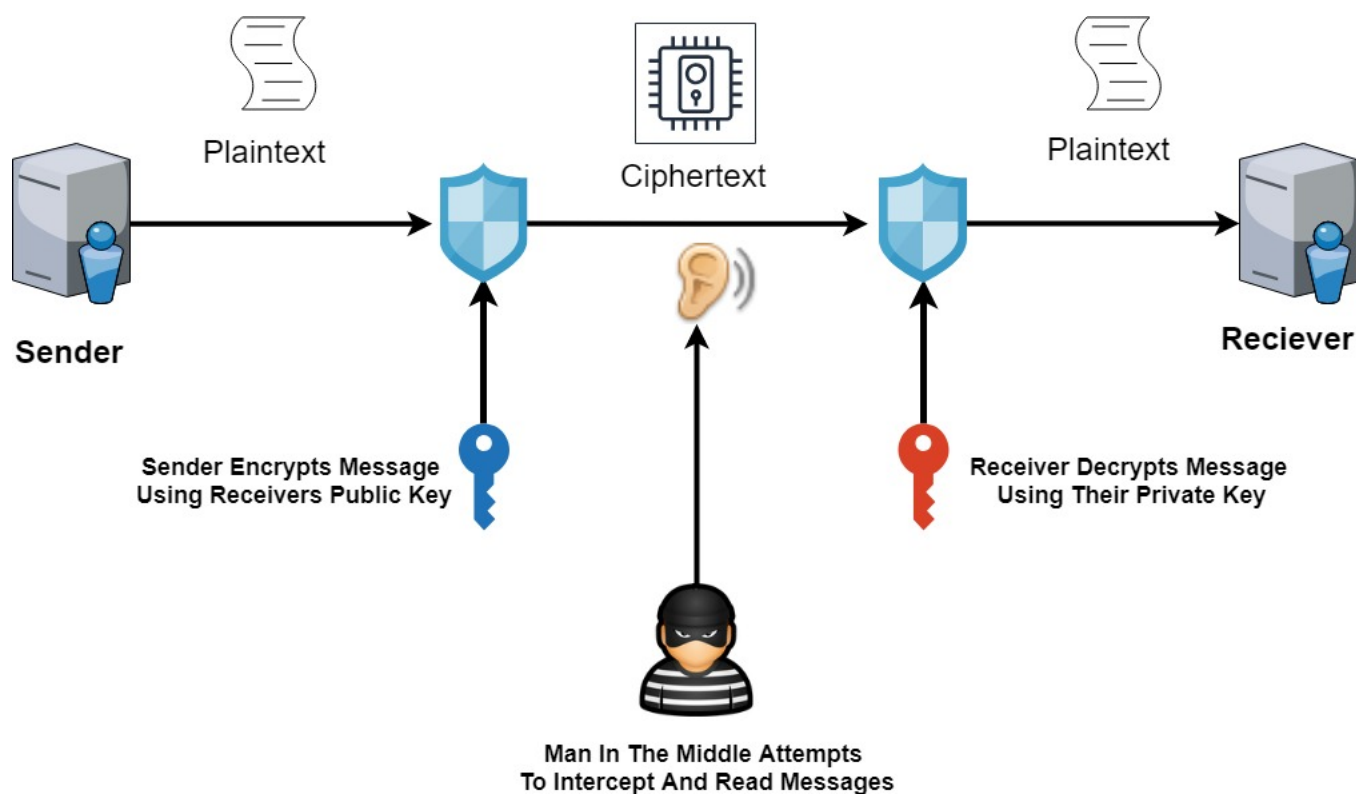 Plaintext
Ciphertext
Plaintext
Sender
Reciever
Sender Encrypts Message
Using Receivers Public Key
Receiver Decrypts Message
Using Their Private Key
Man In The Middle Attempts
To Intercept And Read Messages